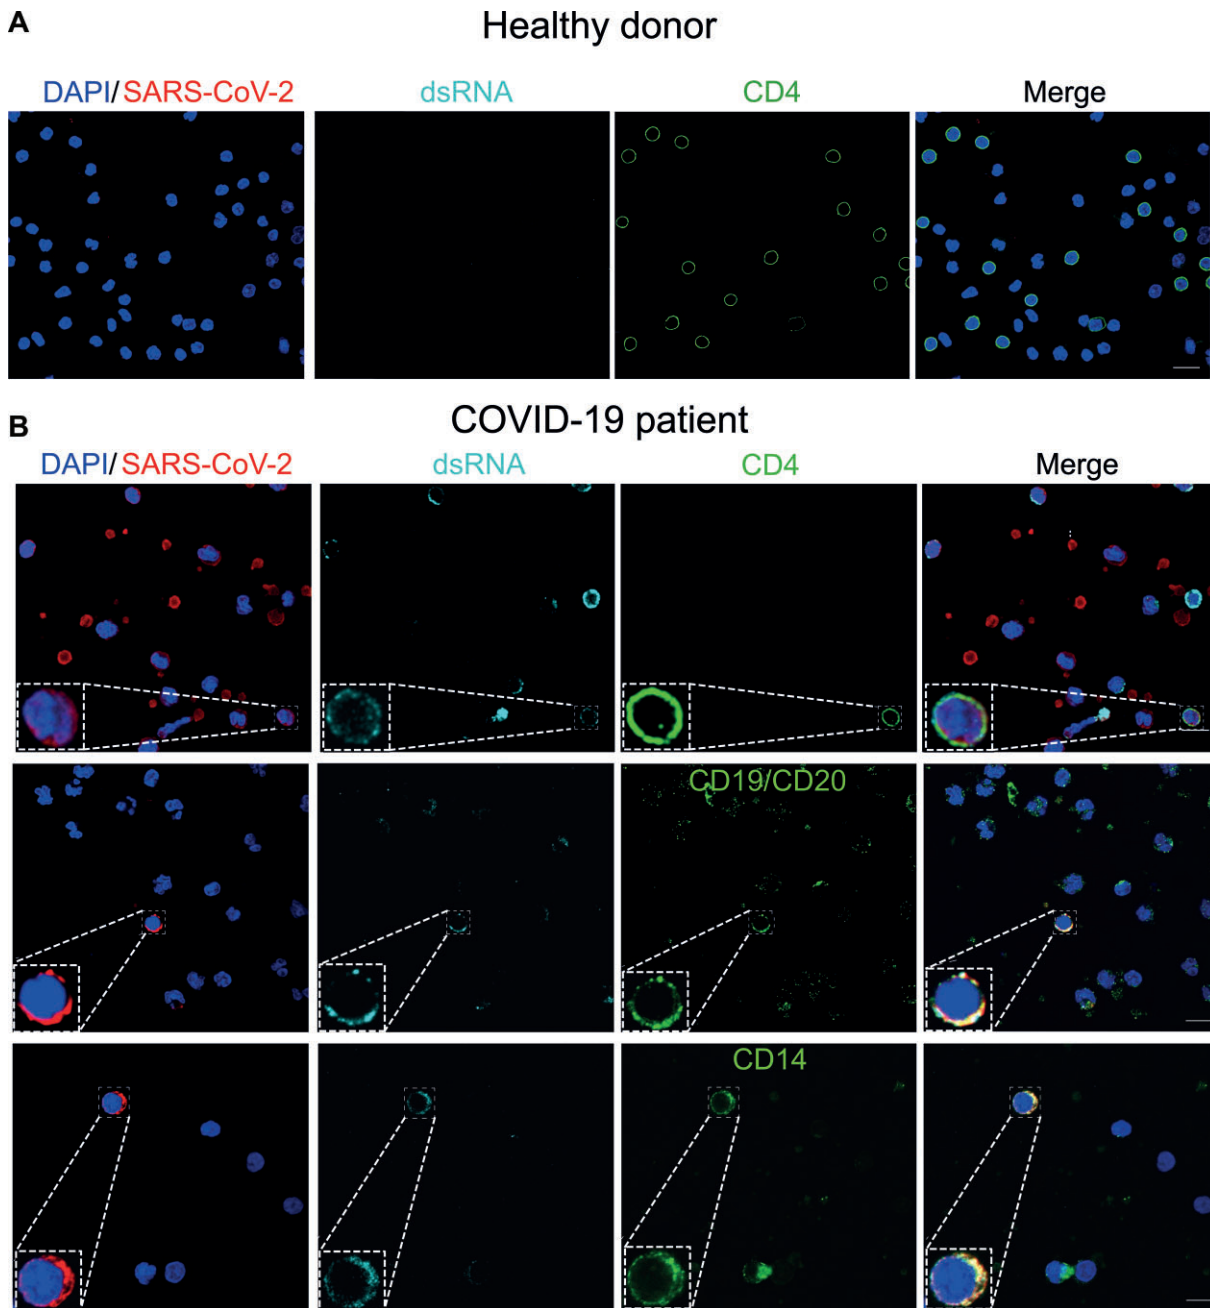 A
Healthy donor
DAPI/SARS-CoV-2 dsRNA CD4 Merge
B
COVID-19 patient
DAPI/SARS-CoV-2 dsRNA CD4 Merge
CD19/CD20
CD14